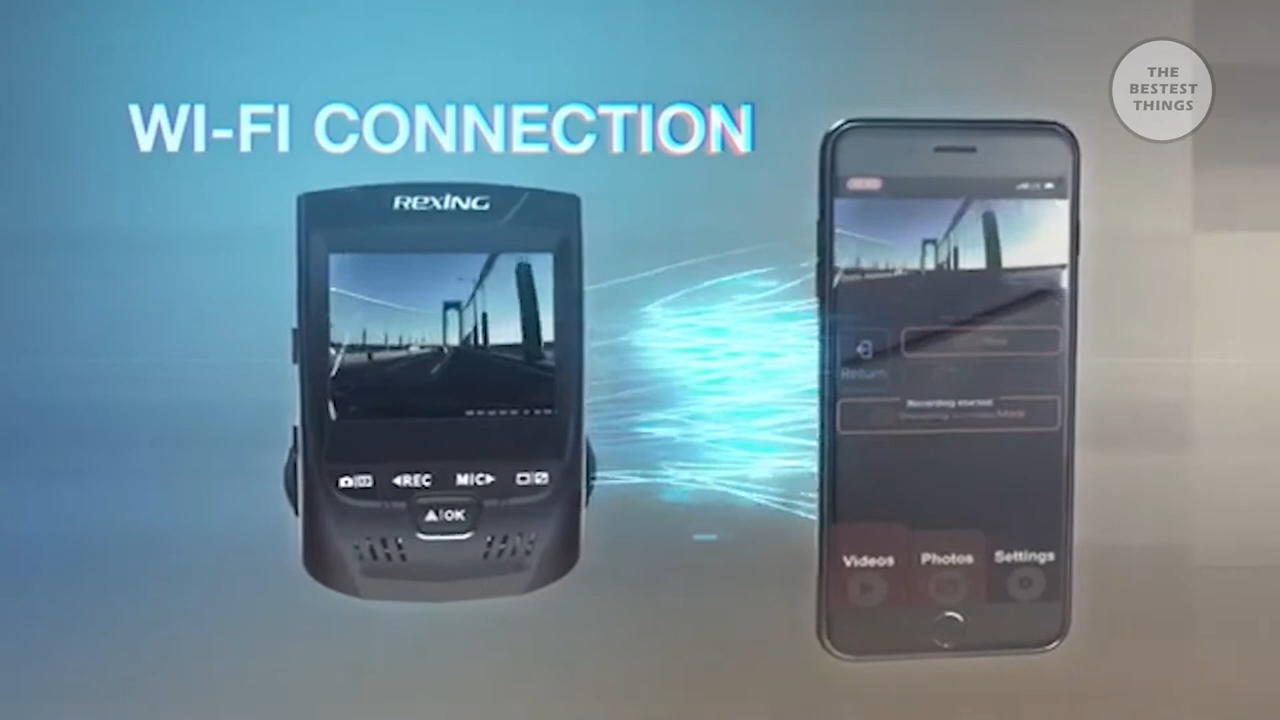 THE
BESTEST
THINGS
WI-FI CONNECTION
REXING
◀REC MIC▶
▲|OK
Return
Recording started
Videos Photos Settings